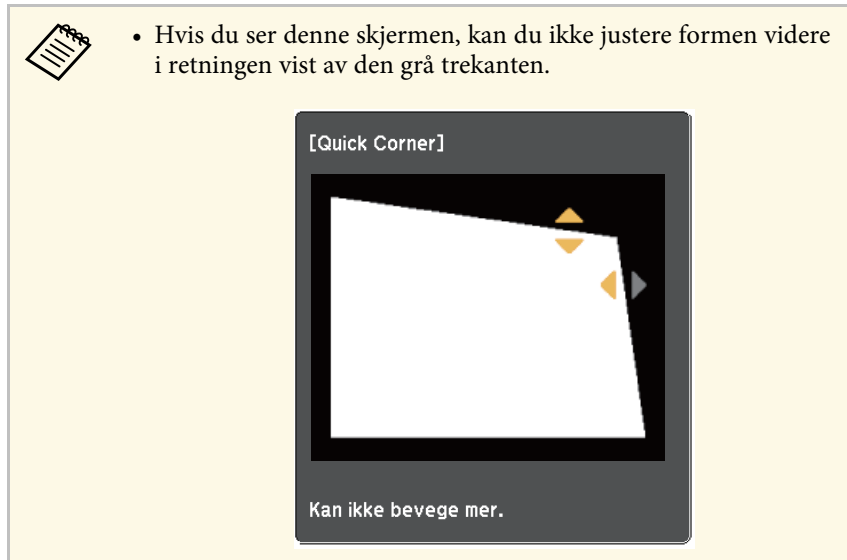 • Hvis du ser denne skjermen, kan du ikke justere formen videre
i retningen vist av den grå trekanten.
[Quick Corner]
Kan ikke bevege mer.